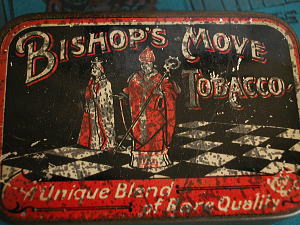 BISHOP'S MOVE
TOBACCO
A Unique Blend
of Rare Quality